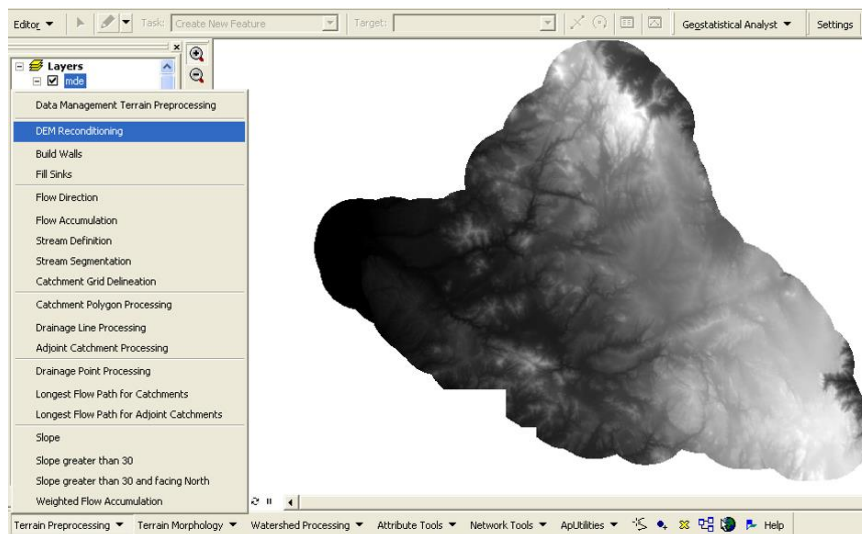 Editor Task: Create New Feature Target: Geostatistical Analyst Settings
Layers
mde
Data Management Terrain Preprocessing
DEM Reconditioning
Build Walls
Fill Sinks
Flow Direction
Flow Accumulation
Stream Definition
Stream Segmentation
Catchment Grid Delineation
Catchment Polygon Processing
Drainage Line Processing
Adjoint Catchment Processing
Drainage Point Processing
Longest Flow Path for Catchments
Longest Flow Path for Adjoint Catchments
Slope
Slope greater than 30
Slope greater than 30 and facing North
Weighted Flow Accumulation
Terrain Preprocessing Terrain Morphology Watershed Processing Attribute Tools Network Tools ApUtilities Help